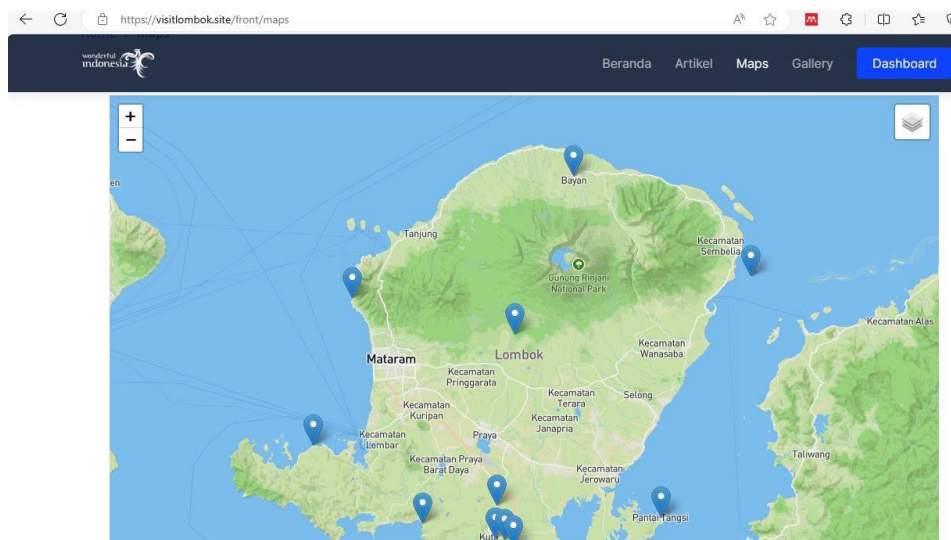 https://visitlombok.site/front/maps
wonderful
indonesia
Beranda Artikel Maps Gallery Dashboard
+
−
Bayan
Tanjung
Kecamatan
Sembelia
Gunung Rinjani
National Park
Kecamatan Alas
Mataram
Lombok
Kecamatan
Wanasaba
Kecamatan
Pringgarata
Kecamatan
Terara
Selong
Kecamatan
Kuripan
Kecamatan
Janapria
Kecamatan
Lembar
Praya
Taliwang
Kecamatan Praya
Barat Daya
Kecamatan
Jerowaru
Pantai Tangsi
Kuta